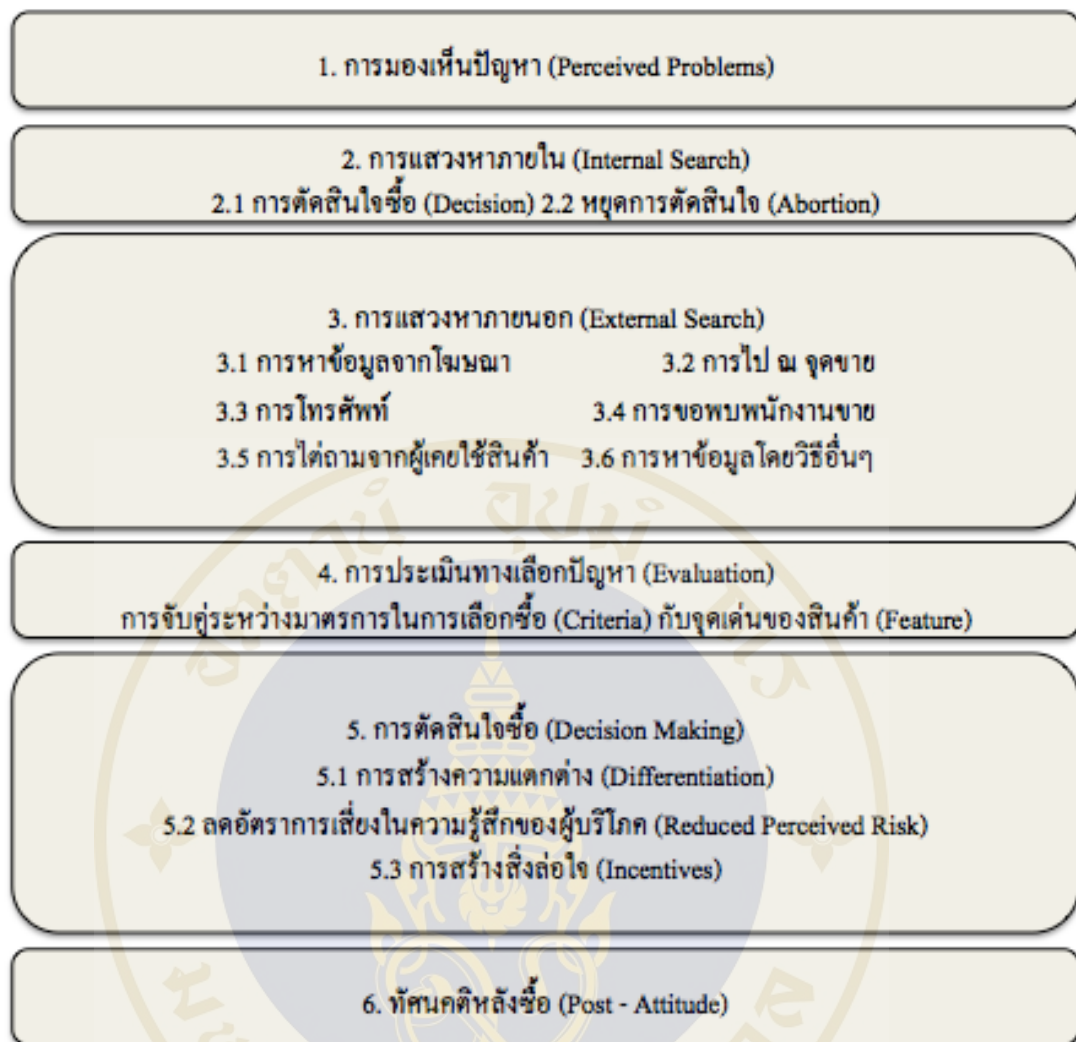 1. การมองเห็นปัญหา (Perceived Problems)
2. การแสวงหาภายใน (Internal Search)
2.1 การตัดสินใจซื้อ (Decision) 2.2 หยุดการตัดสินใจ (Abortion)
3. การแสวงหาภายนอก (External Search)
3.1 การหาข้อมูลจากโฆษณา 3.2 การไป ณ จุดขาย
3.3 การโทรศัพท์ 3.4 การขอพบพนักงานขาย
3.5 การไต่ถามจากผู้เคยใช้สินค้า 3.6 การหาข้อมูลโดยวิธีอื่นๆ
4. การประเมินทางเลือกปัญหา (Evaluation)
การจับคู่ระหว่างมาตรการในการเลือกซื้อ (Criteria) กับจุดเด่นของสินค้า (Feature)
5. การตัดสินใจซื้อ (Decision Making)
5.1 การสร้างความแตกต่าง (Differentiation)
5.2 ลดอัตราการเสี่ยงในความรู้สึกของผู้บริโภค (Reduced Perceived Risk)
5.3 การสร้างสิ่งล่อใจ (Incentives)
6. ทัศนคติหลังซื้อ (Post - Attitude)